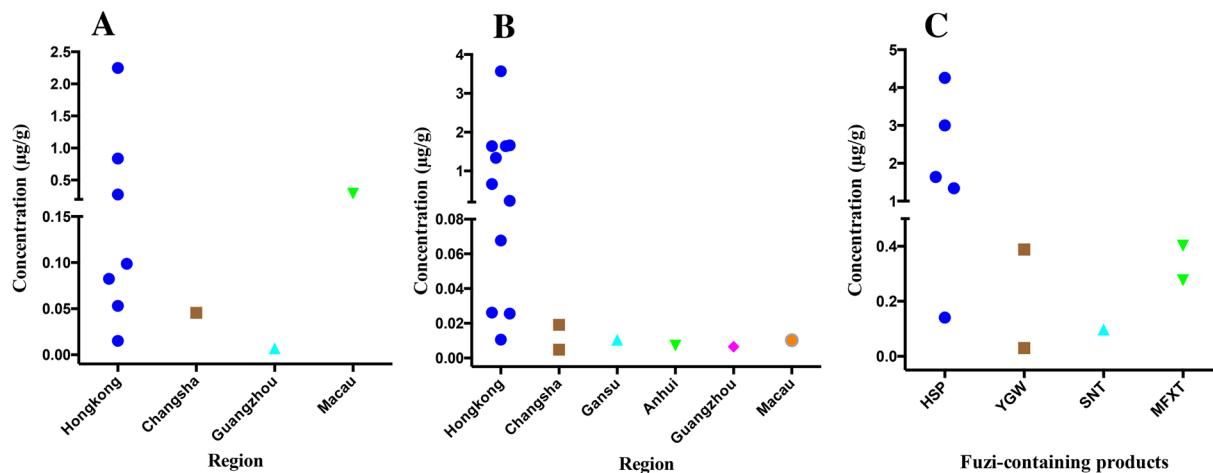 A
Concentration (µg/g)
2.5
2.0
1.5
1.0
0.5
0.15
0.10
0.05
0.00
Hongkong
Changsha
Guangzhou
Macau
Region
B
Concentration (µg/g)
4
3
2
1
0.08
0.06
0.04
0.02
0.00
Hongkong
Changsha
Gansu
Anhui
Guangzhou
Macau
Region
C
Concentration (µg/g)
5
4
3
2
1
0.4
0.2
0.0
HSP
YGW
SNT
MFXT
Fuzi-containing products